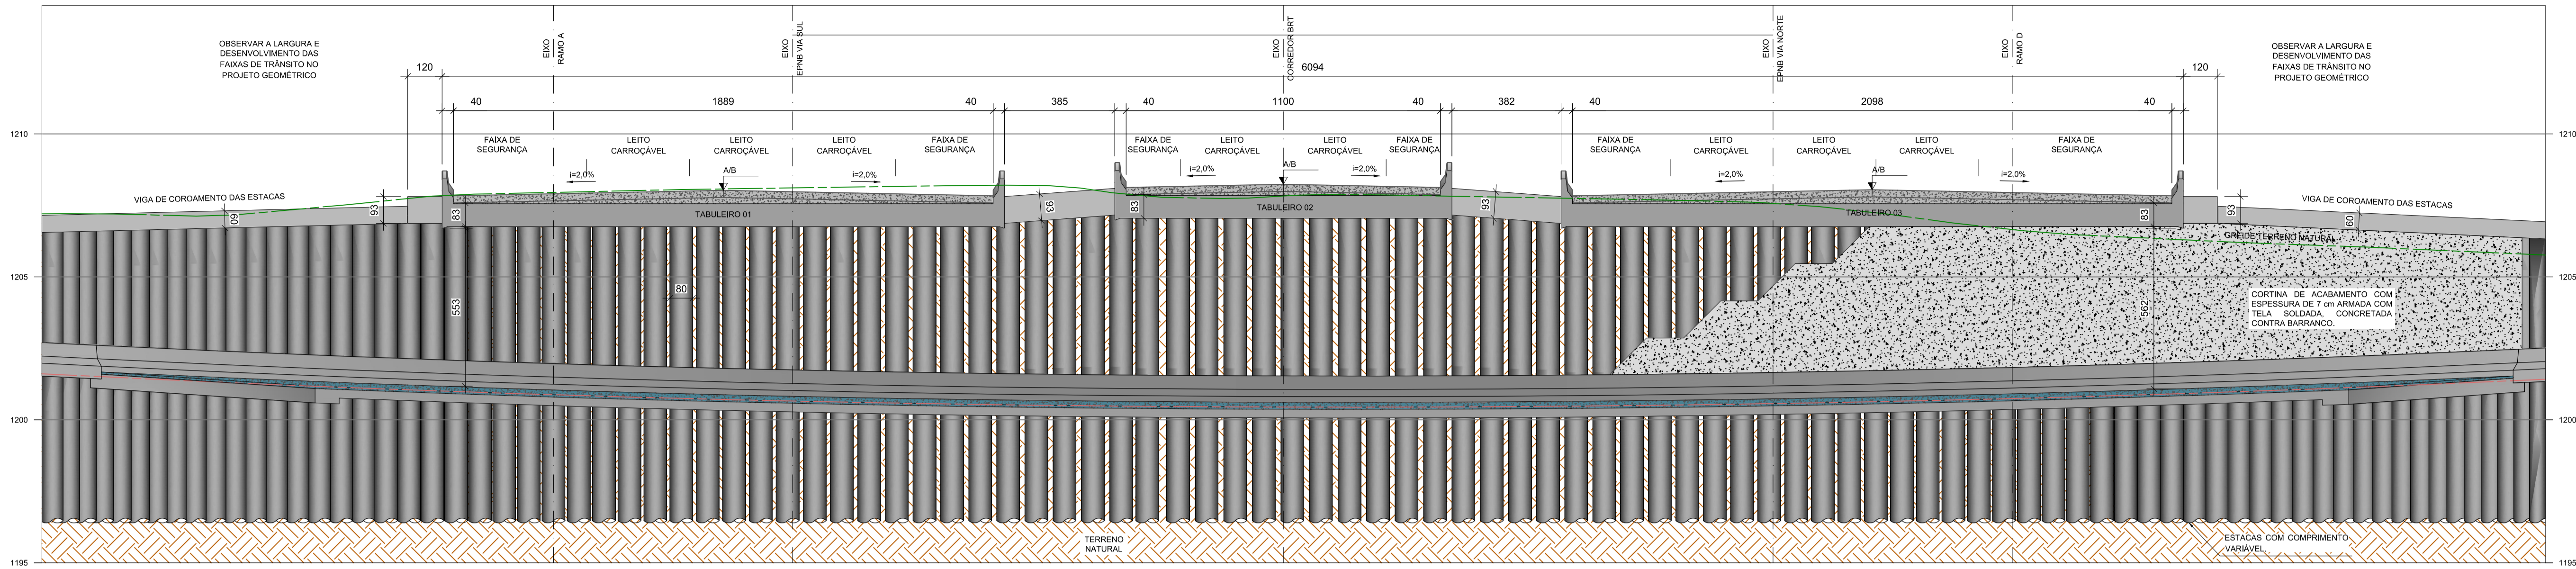 OBSERVAR A LARGURA E
DESENVOLVIMENTO DAS
FAIXAS DE TRÂNSITO NO
PROJETO GEOMÉTRICO
EIXO
RAMO A
EIXO
EPNB VIA SUL
EIXO
CORREDOR BRT
EIXO
EPNB VIA NORTE
EIXO
RAMO D
OBSERVAR A LARGURA E
DESENVOLVIMENTO DAS
FAIXAS DE TRÂNSITO NO
PROJETO GEOMÉTRICO
120
6094
120
40
1889
40
385
40
1100
40
382
40
2098
40
1210
1210
FAIXA DE
SEGURANÇA
LEITO
CARROÇÁVEL
LEITO
CARROÇÁVEL
LEITO
CARROÇÁVEL
FAIXA DE
SEGURANÇA
FAIXA DE
SEGURANÇA
LEITO
CARROÇÁVEL
LEITO
CARROÇÁVEL
FAIXA DE
SEGURANÇA
FAIXA DE
SEGURANÇA
LEITO
CARROÇÁVEL
LEITO
CARROÇÁVEL
LEITO
CARROÇÁVEL
FAIXA DE
SEGURANÇA
i=2,0%
A/B
i=2,0%
i=2,0%
A/B
i=2,0%
i=2,0%
A/B
i=2,0%
VIGA DE COROAMENTO DAS ESTACAS
60
93
83
TABULEIRO 01
93
83
TABULEIRO 02
93
TABULEIRO 03
83
93
VIGA DE COROAMENTO DAS ESTACAS
60
GREIDE TERRENO NATURAL
1205
1205
80
553
562
CORTINA DE ACABAMENTO COM
ESPESSURA DE 7 cm ARMADA COM
TELA SOLDADA, CONCRETADA
CONTRA BARRANCO.
1200
1200
TERRENO
NATURAL
ESTACAS COM COMPRIMENTO
VARIÁVEL.
1195
1195